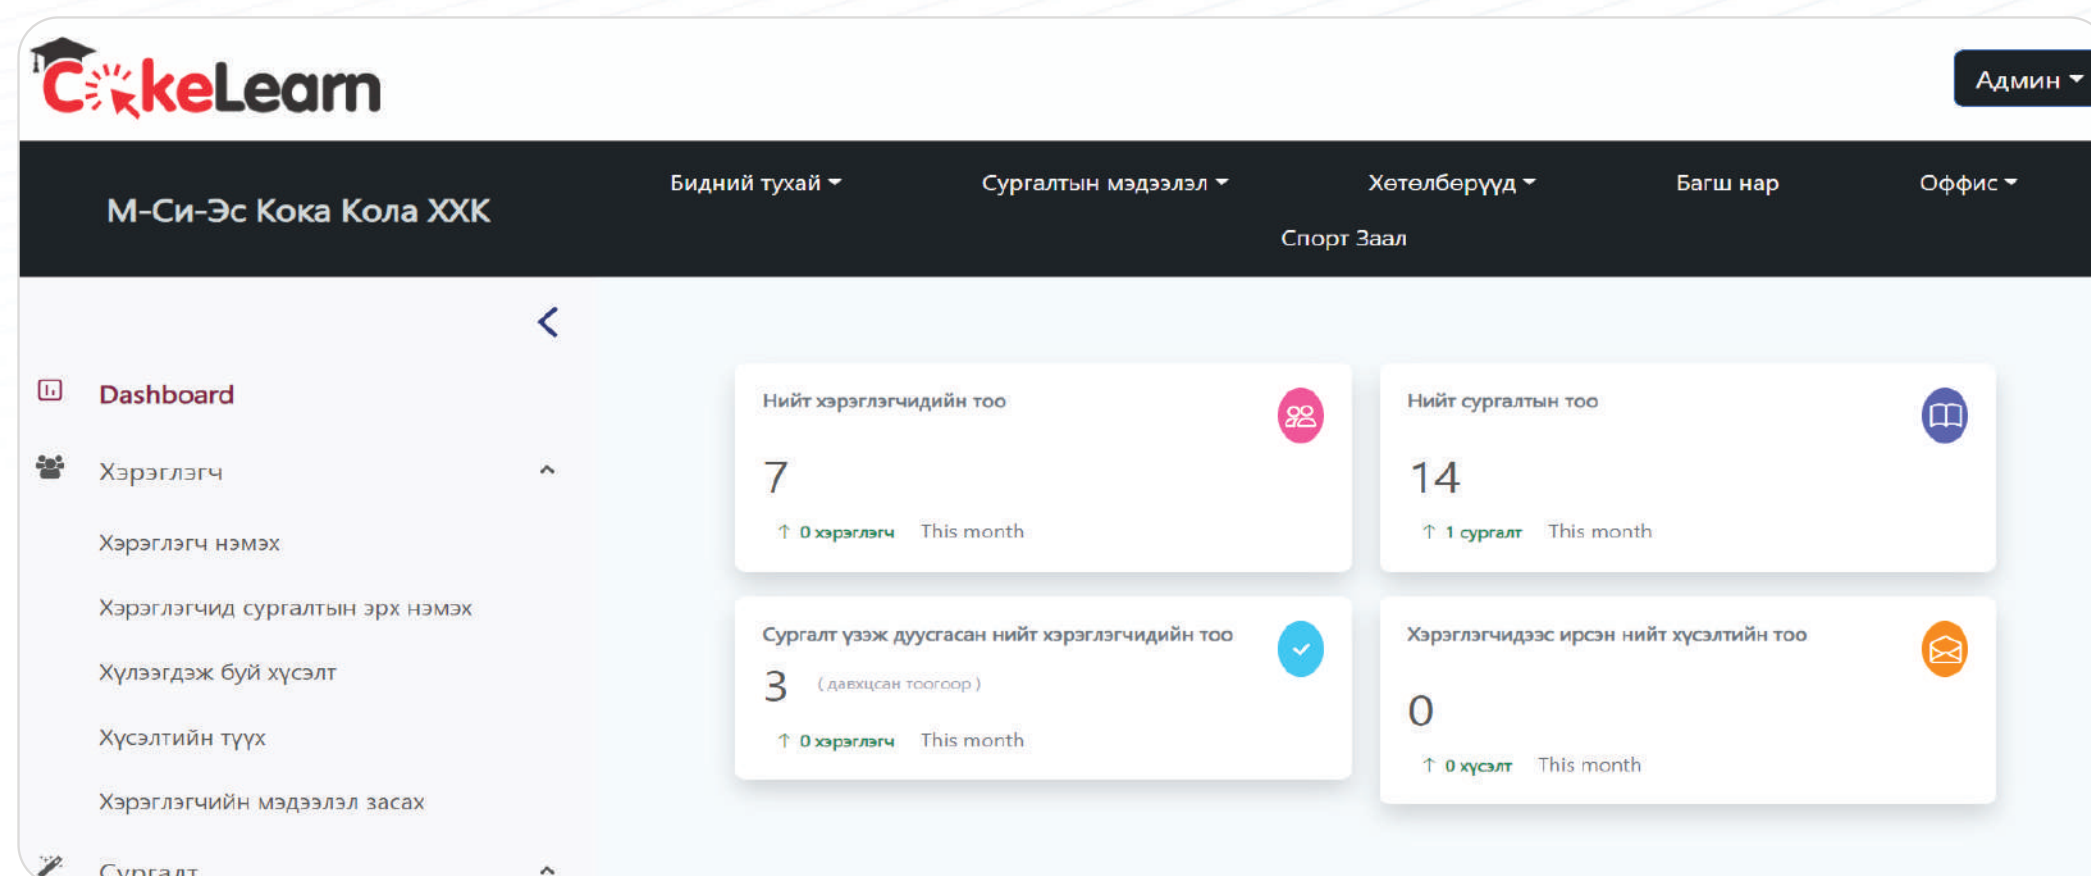 CokeLearn
Админ
М-Си-Эс Кока Кола ХХК
Бидний тухай
Сургалтын мэдээлэл
Хөтөлбөрүүд
Багш нар
Оффис
Спорт Заал
Dashboard
Хэрэглэгч
Хэрэглэгч нэмэх
Хэрэглэгчид сургалтын эрх нэмэх
Хүлээгдэж буй хүсэлт
Хүсэлтийн түүх
Хэрэглэгчийн мэдээлэл засах
Сургалт
Нийт хэрэглэгчидийн тоо
7
↑ 0 хэрэглэгч This month
Нийт сургалтын тоо
14
↑ 1 сургалт This month
Сургалт үзэж дуусгасан нийт хэрэглэгчидийн тоо
3 ( давхцсан тоогоор )
↑ 0 хэрэглэгч This month
Хэрэглэгчидээс ирсэн нийт хүсэлтийн тоо
0
↑ 0 хүсэлт This month